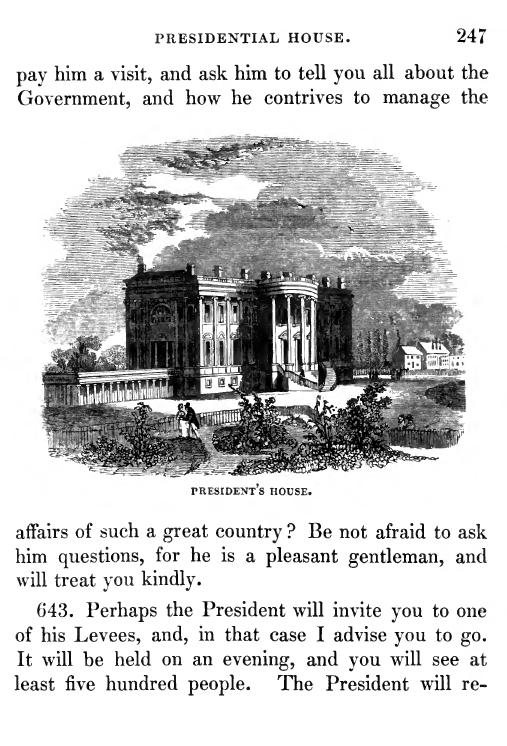 PRESIDENTIAL HOUSE. 247
pay him a visit, and ask him to tell you all about the
Government, and how he contrives to manage the
PRESIDENT'S HOUSE.
affairs of such a great country? Be not afraid to ask
him questions, for he is a pleasant gentleman, and
will treat you kindly.
643. Perhaps the President will invite you to one
of his Levees, and, in that case I advise you to go.
It will be held on an evening, and you will see at
least five hundred people. The President will re-